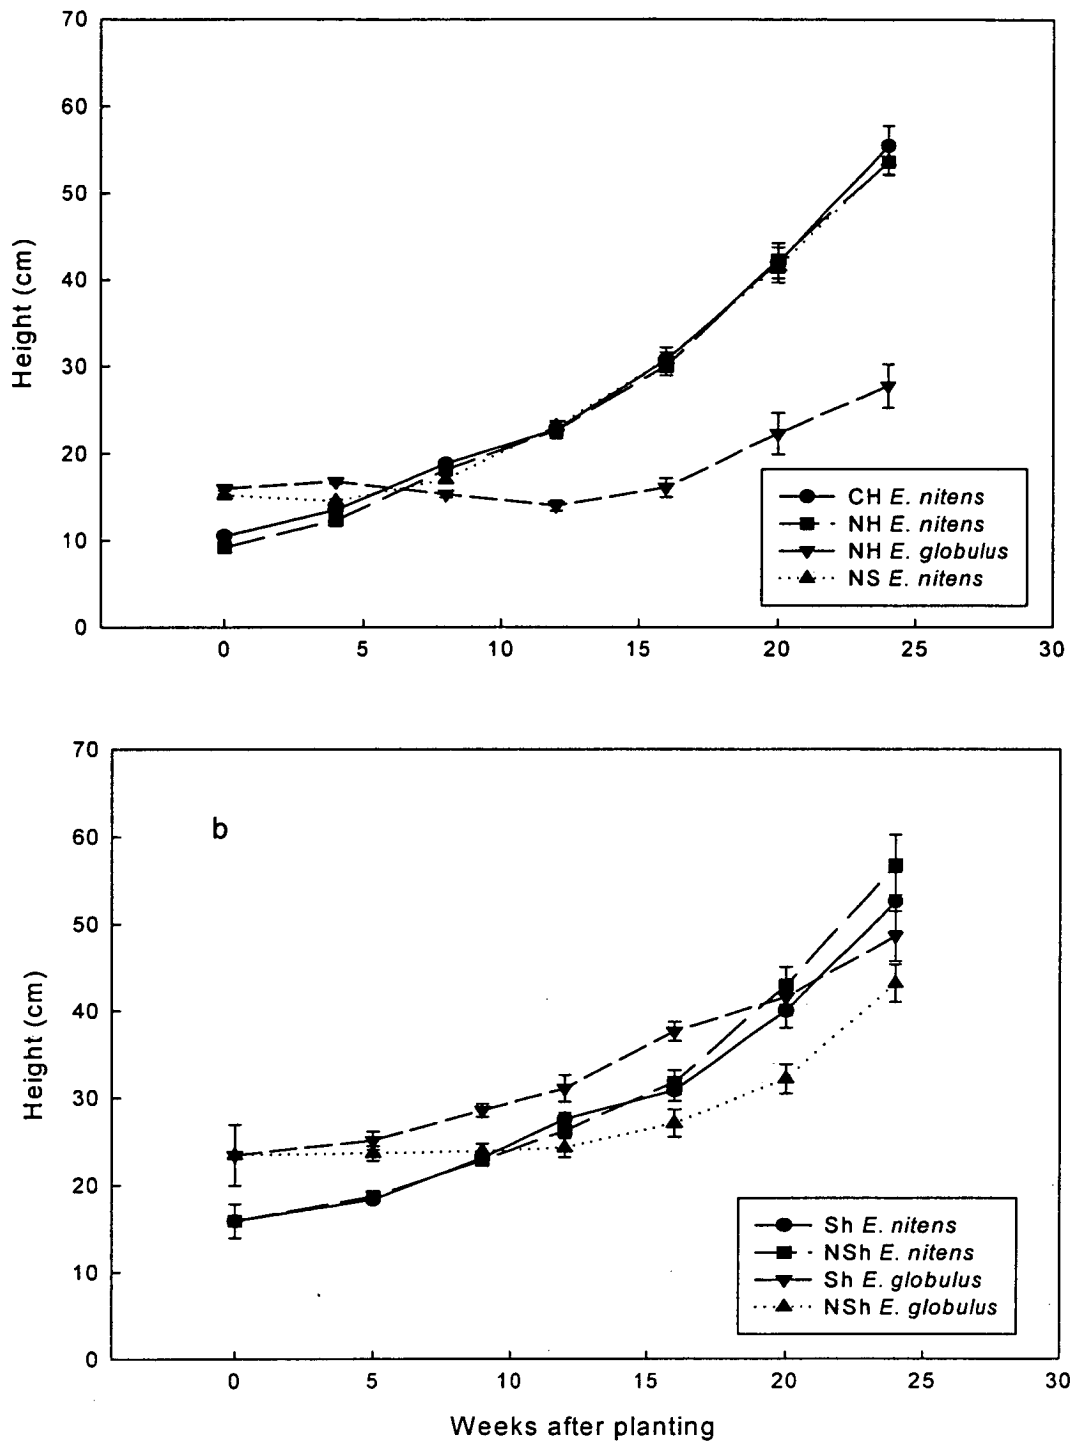 70
60
50
40
30
20
10
0
Height (cm)
CH E. nitens
NH E. nitens
NH E. globulus
NS E. nitens
0 5 10 15 20 25 30
70
60
50
40
30
20
10
0
Height (cm)
b
Sh E. nitens
NSh E. nitens
Sh E. globulus
NSh E. globulus
0 5 10 15 20 25 30
Weeks after planting